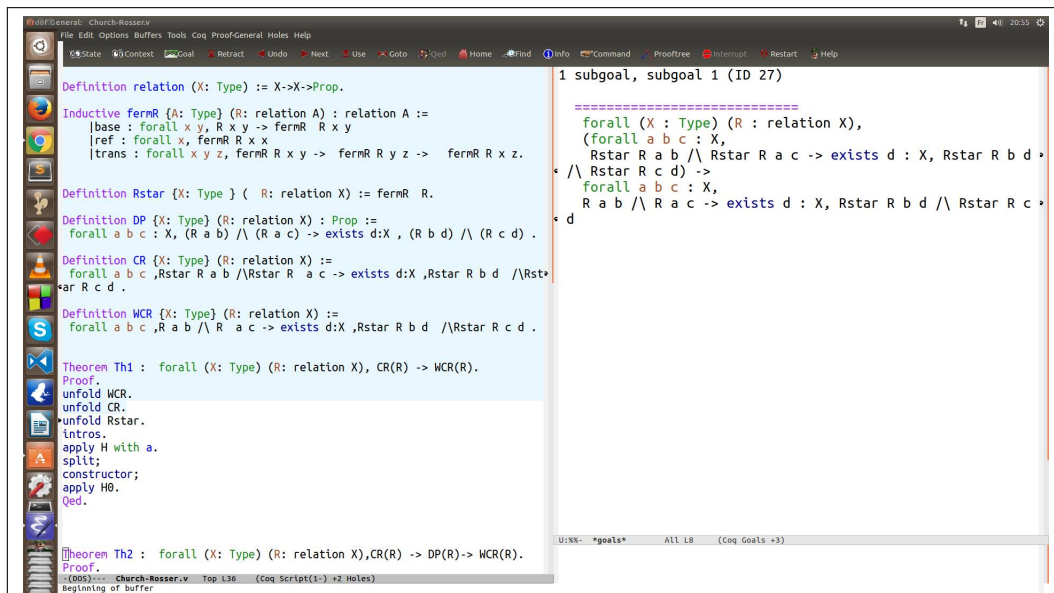 Proof General: Church-Rosser.v
Fr 20:55
File Edit Options Buffers Tools Coq Proof-General Holes Help
State Context Goal Retract Undo Next Use Goto Qed Home Find Info Command Prooftree Interrupt Restart Help
Definition relation (X: Type) := X->X->Prop.
Inductive fermR {A: Type} (R: relation A) : relation A :=
|base : forall x y, R x y -> fermR  R x y
|ref : forall x, fermR R x x
|trans : forall x y z, fermR R x y ->  fermR R y z ->   fermR R x z.
Definition Rstar {X: Type } (  R: relation X) := fermR  R.
Definition DP {X: Type} (R: relation X) : Prop :=
forall a b c : X, (R a b) /\ (R a c) -> exists d:X , (R b d) /\ (R c d) .
Definition CR {X: Type} (R: relation X) :=
forall a b c ,Rstar R a b /\Rstar R  a c -> exists d:X ,Rstar R b d  /\Rst
ar R c d .
Definition WCR {X: Type} (R: relation X) :=
forall a b c ,R a b /\ R  a c -> exists d:X ,Rstar R b d  /\Rstar R c d .
Theorem Th1 :  forall (X: Type) (R: relation X), CR(R) -> WCR(R).
Proof.
unfold WCR.
unfold CR.
unfold Rstar.
intros.
apply H with a.
split;
constructor;
apply H0.
Qed.
Theorem Th2 :  forall (X: Type) (R: relation X),CR(R) -> DP(R)-> WCR(R).
Proof.
-(DOS)---  Church-Rosser.v   Top L36    (Coq Script(1-) +2 Holes)
Beginning of buffer
1 subgoal, subgoal 1 (ID 27)
============================
forall (X : Type) (R : relation X),
(forall a b c : X,
Rstar R a b /\ Rstar R a c -> exists d : X, Rstar R b d
/\ Rstar R c d) ->
forall a b c : X,
R a b /\ R a c -> exists d : X, Rstar R b d /\ Rstar R c
d
U:%%-  *goals*      All L8     (Coq Goals +3)